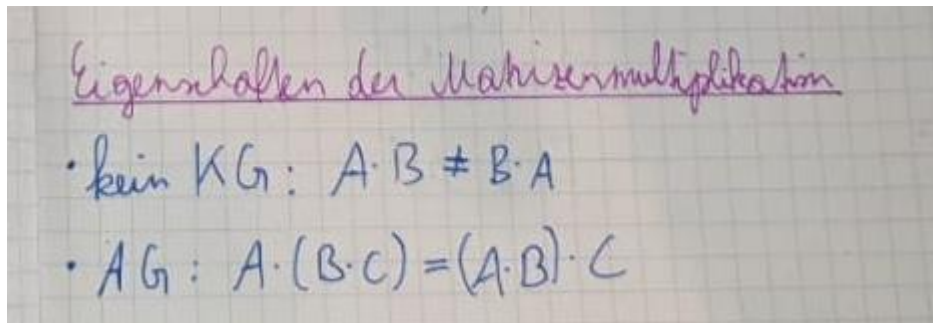 Eigenschaften der Matrizenmultiplikation
• kein KG: A·B ≠ B·A
• AG: A·(B·C) = (A·B)·C